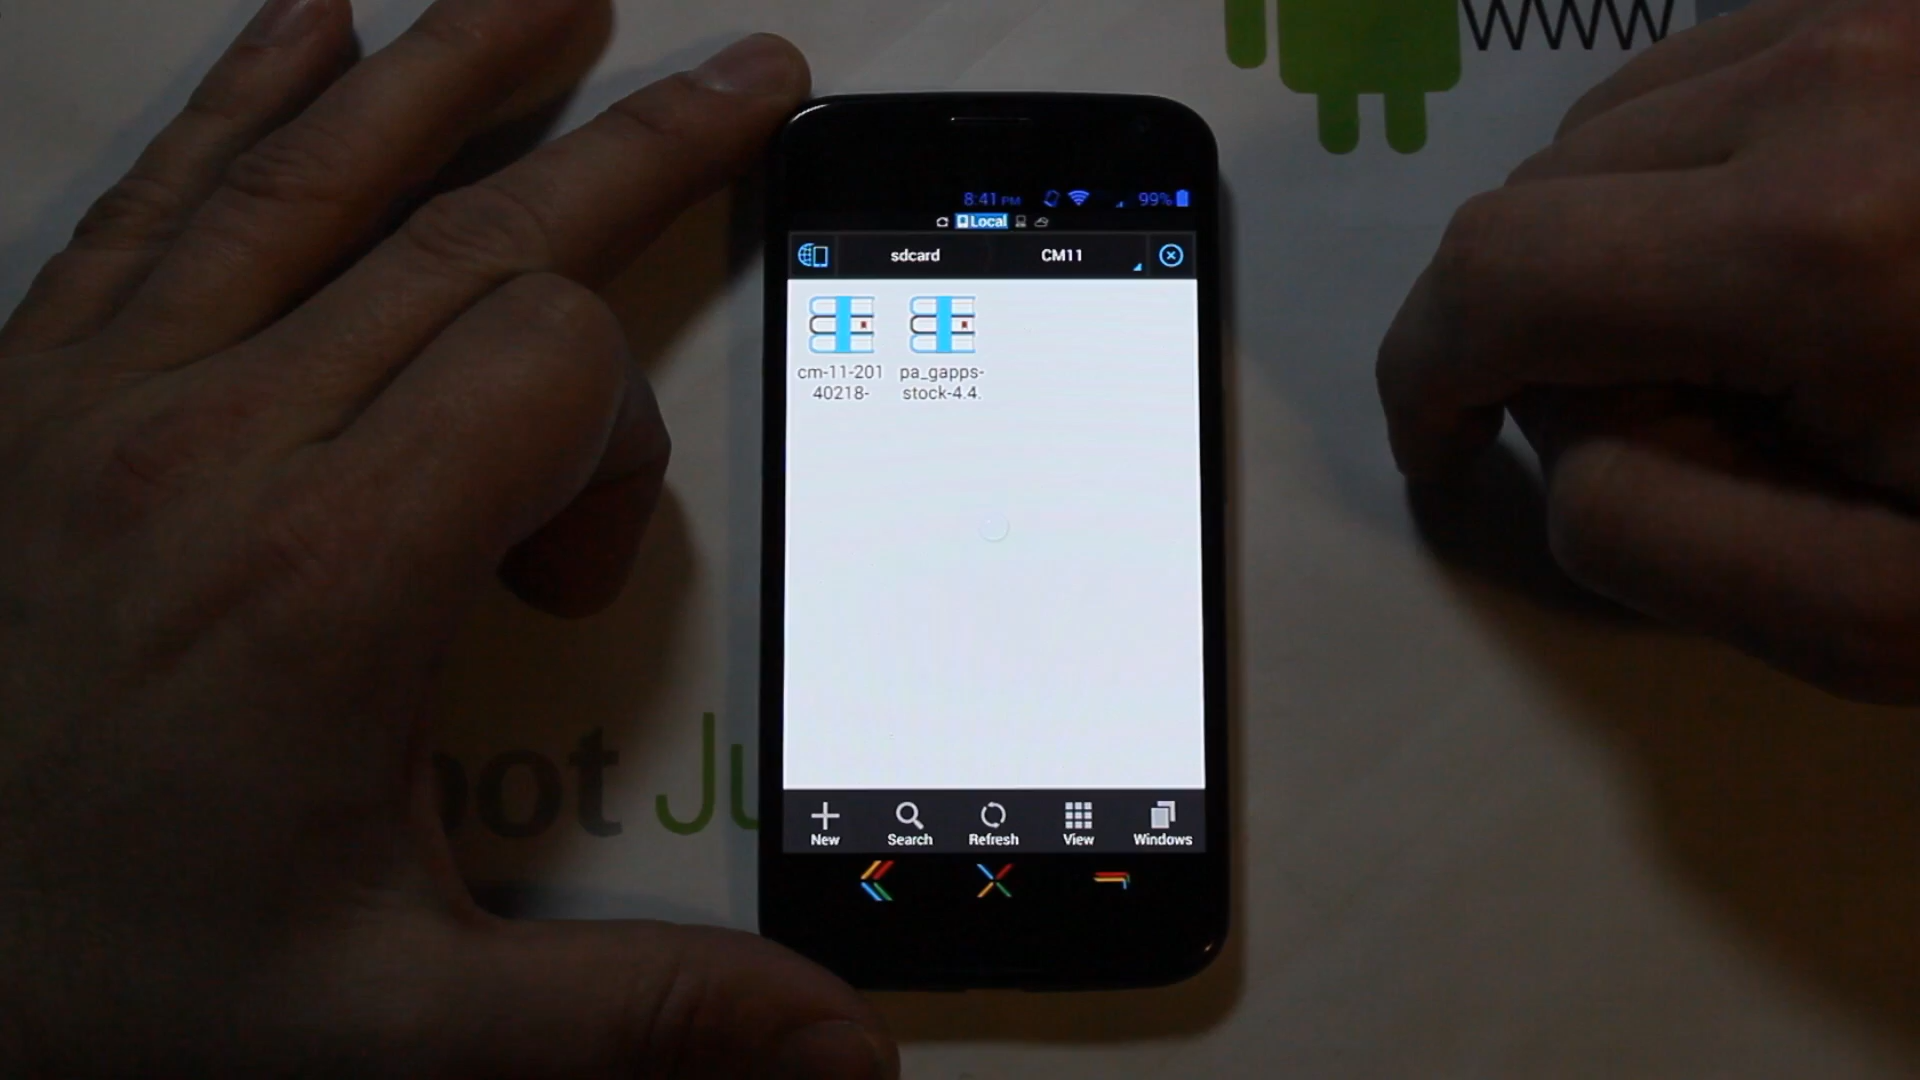 WWW
8:41 PM 99%
Local
sdcard CM11
cm-11-201
40218-
pa_gapps-
stock-4.4.
oot Ju
New Search Refresh View Windows